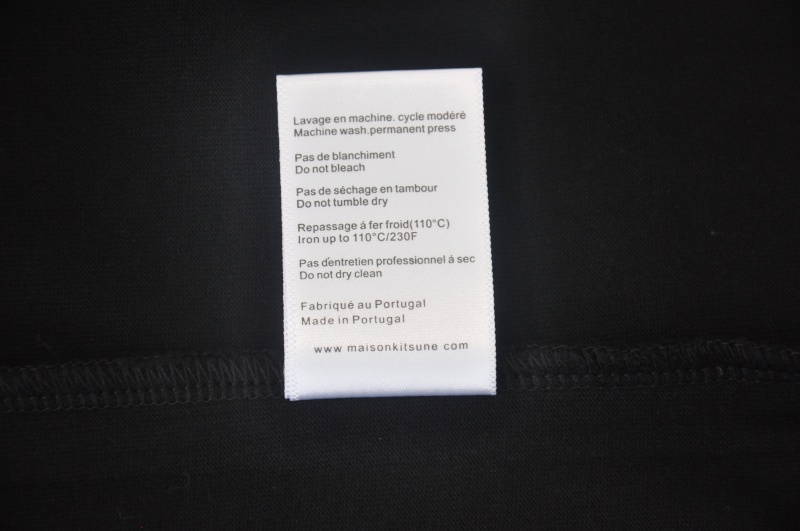 Lavage en machine. cycle modéré
Machine wash.permanent press
Pas de blanchiment
Do not bleach
Pas de séchage en tambour
Do not tumble dry
Repassage á fer froid(110°C)
Iron up to 110°C/230F
Pas d'entretien professionnel á sec
Do not dry clean
Fabriqué au Portugal
Made in Portugal
www maisonkitsune com